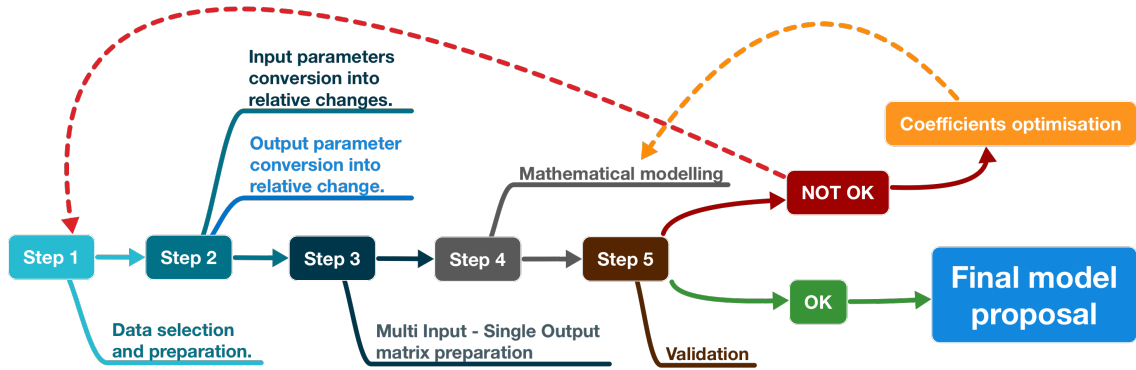 Input parameters
conversion into
relative changes.
Output parameter
conversion into
relative change.
Coefficients optimisation
Mathematical modelling
NOT OK
Step 1
Step 2
Step 3
Step 4
Step 5
OK
Final model
proposal
Data selection
and preparation.
Multi Input - Single Output
matrix preparation
Validation